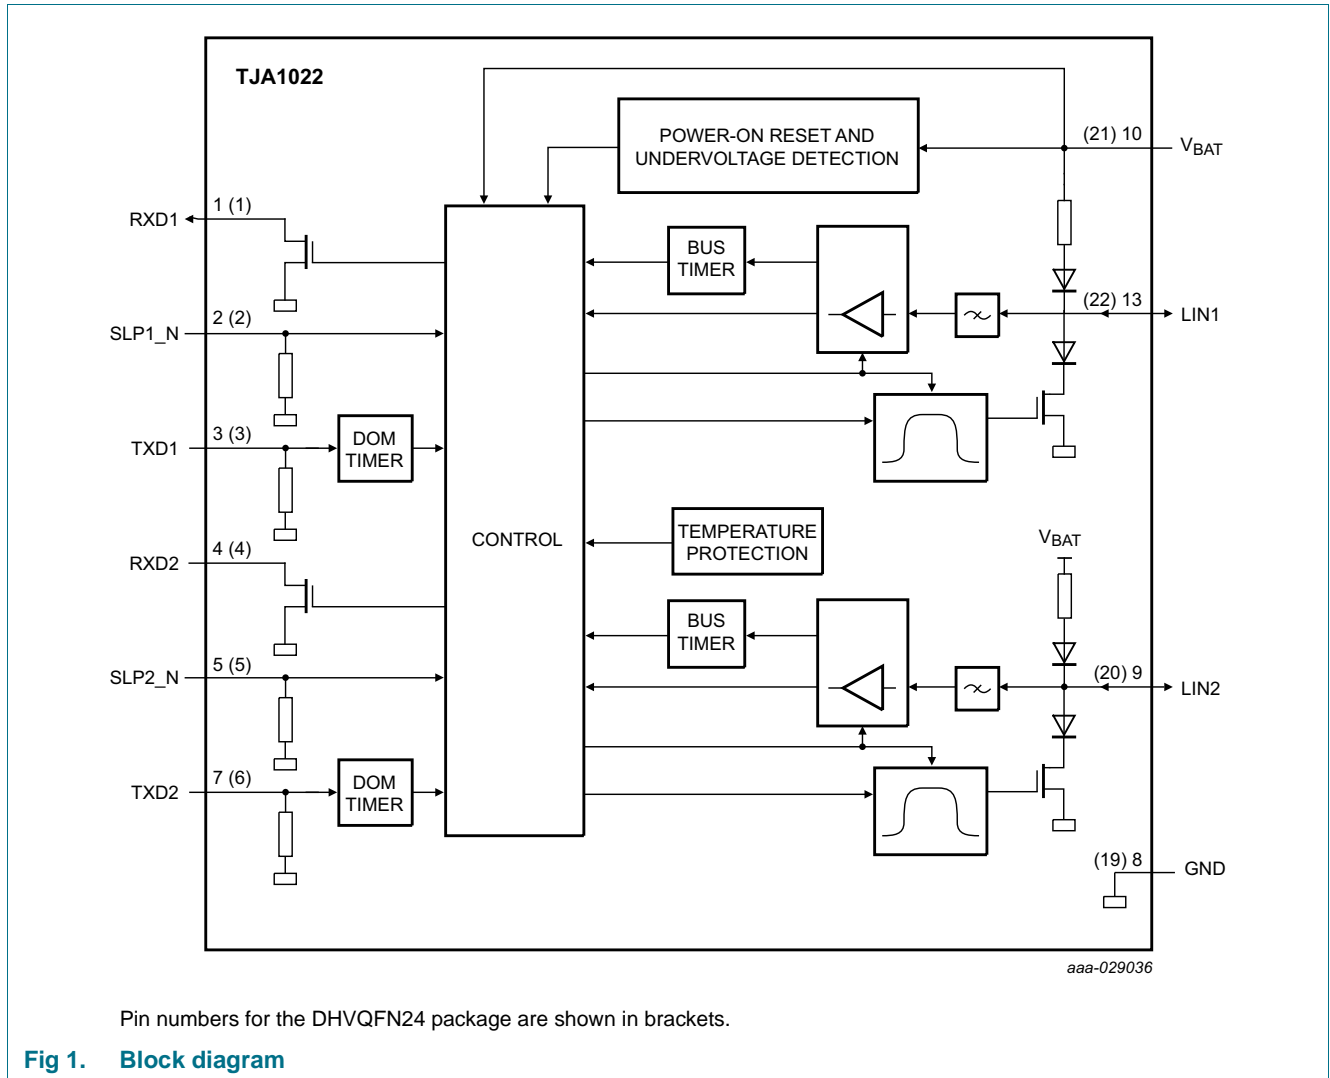 TJA1022
POWER-ON RESET AND
UNDERVOLTAGE DETECTION
(21) 10
VBAT
RXD1
1 (1)
BUS
TIMER
(22) 13
LIN1
SLP1_N
2 (2)
TXD1
3 (3)
DOM
TIMER
CONTROL
TEMPERATURE
PROTECTION
VBAT
RXD2
4 (4)
BUS
TIMER
(20) 9
LIN2
SLP2_N
5 (5)
TXD2
7 (6)
DOM
TIMER
(19) 8
GND
aaa-029036
Pin numbers for the DHVQFN24 package are shown in brackets.
Fig 1. Block diagram